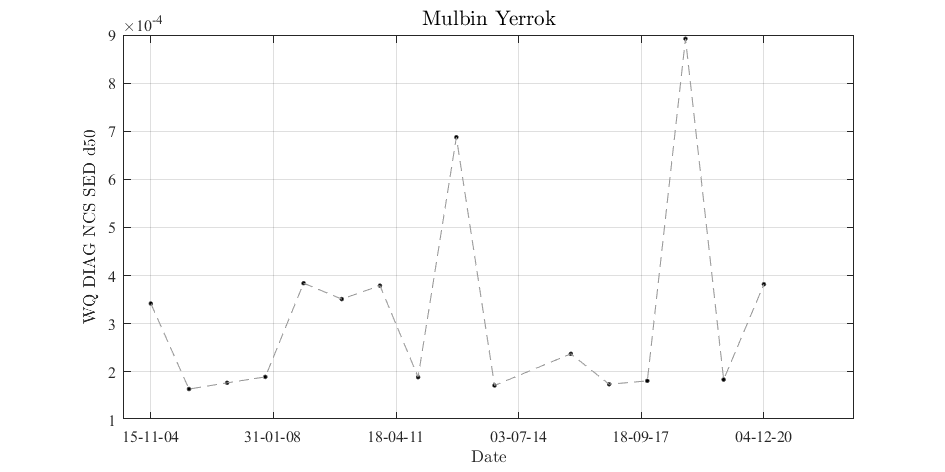 Mulbin Yerrok
×10-4
9
8
7
6
5
4
3
2
1
WQ DIAG NCS SED d50
15-11-04 31-01-08 18-04-11 03-07-14 18-09-17 04-12-20
Date